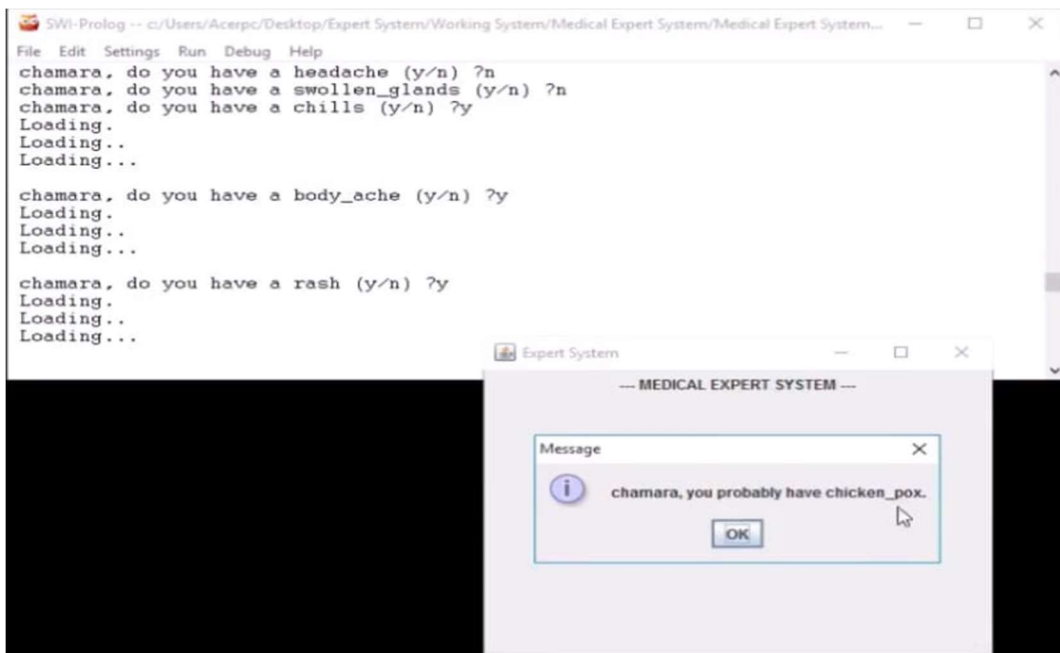 SWI-Prolog -- c:/Users/Acerpc/Desktop/Expert System/Working System/Medical Expert System/Medical Expert System...
File Edit Settings Run Debug Help
chamara, do you have a headache (y/n) ?n
chamara, do you have a swollen_glands (y/n) ?n
chamara, do you have a chills (y/n) ?y
Loading.
Loading..
Loading...
chamara, do you have a body_ache (y/n) ?y
Loading.
Loading..
Loading...
chamara, do you have a rash (y/n) ?y
Loading.
Loading..
Loading...
Expert System
--- MEDICAL EXPERT SYSTEM ---
Message
chamara, you probably have chicken_pox.
OK